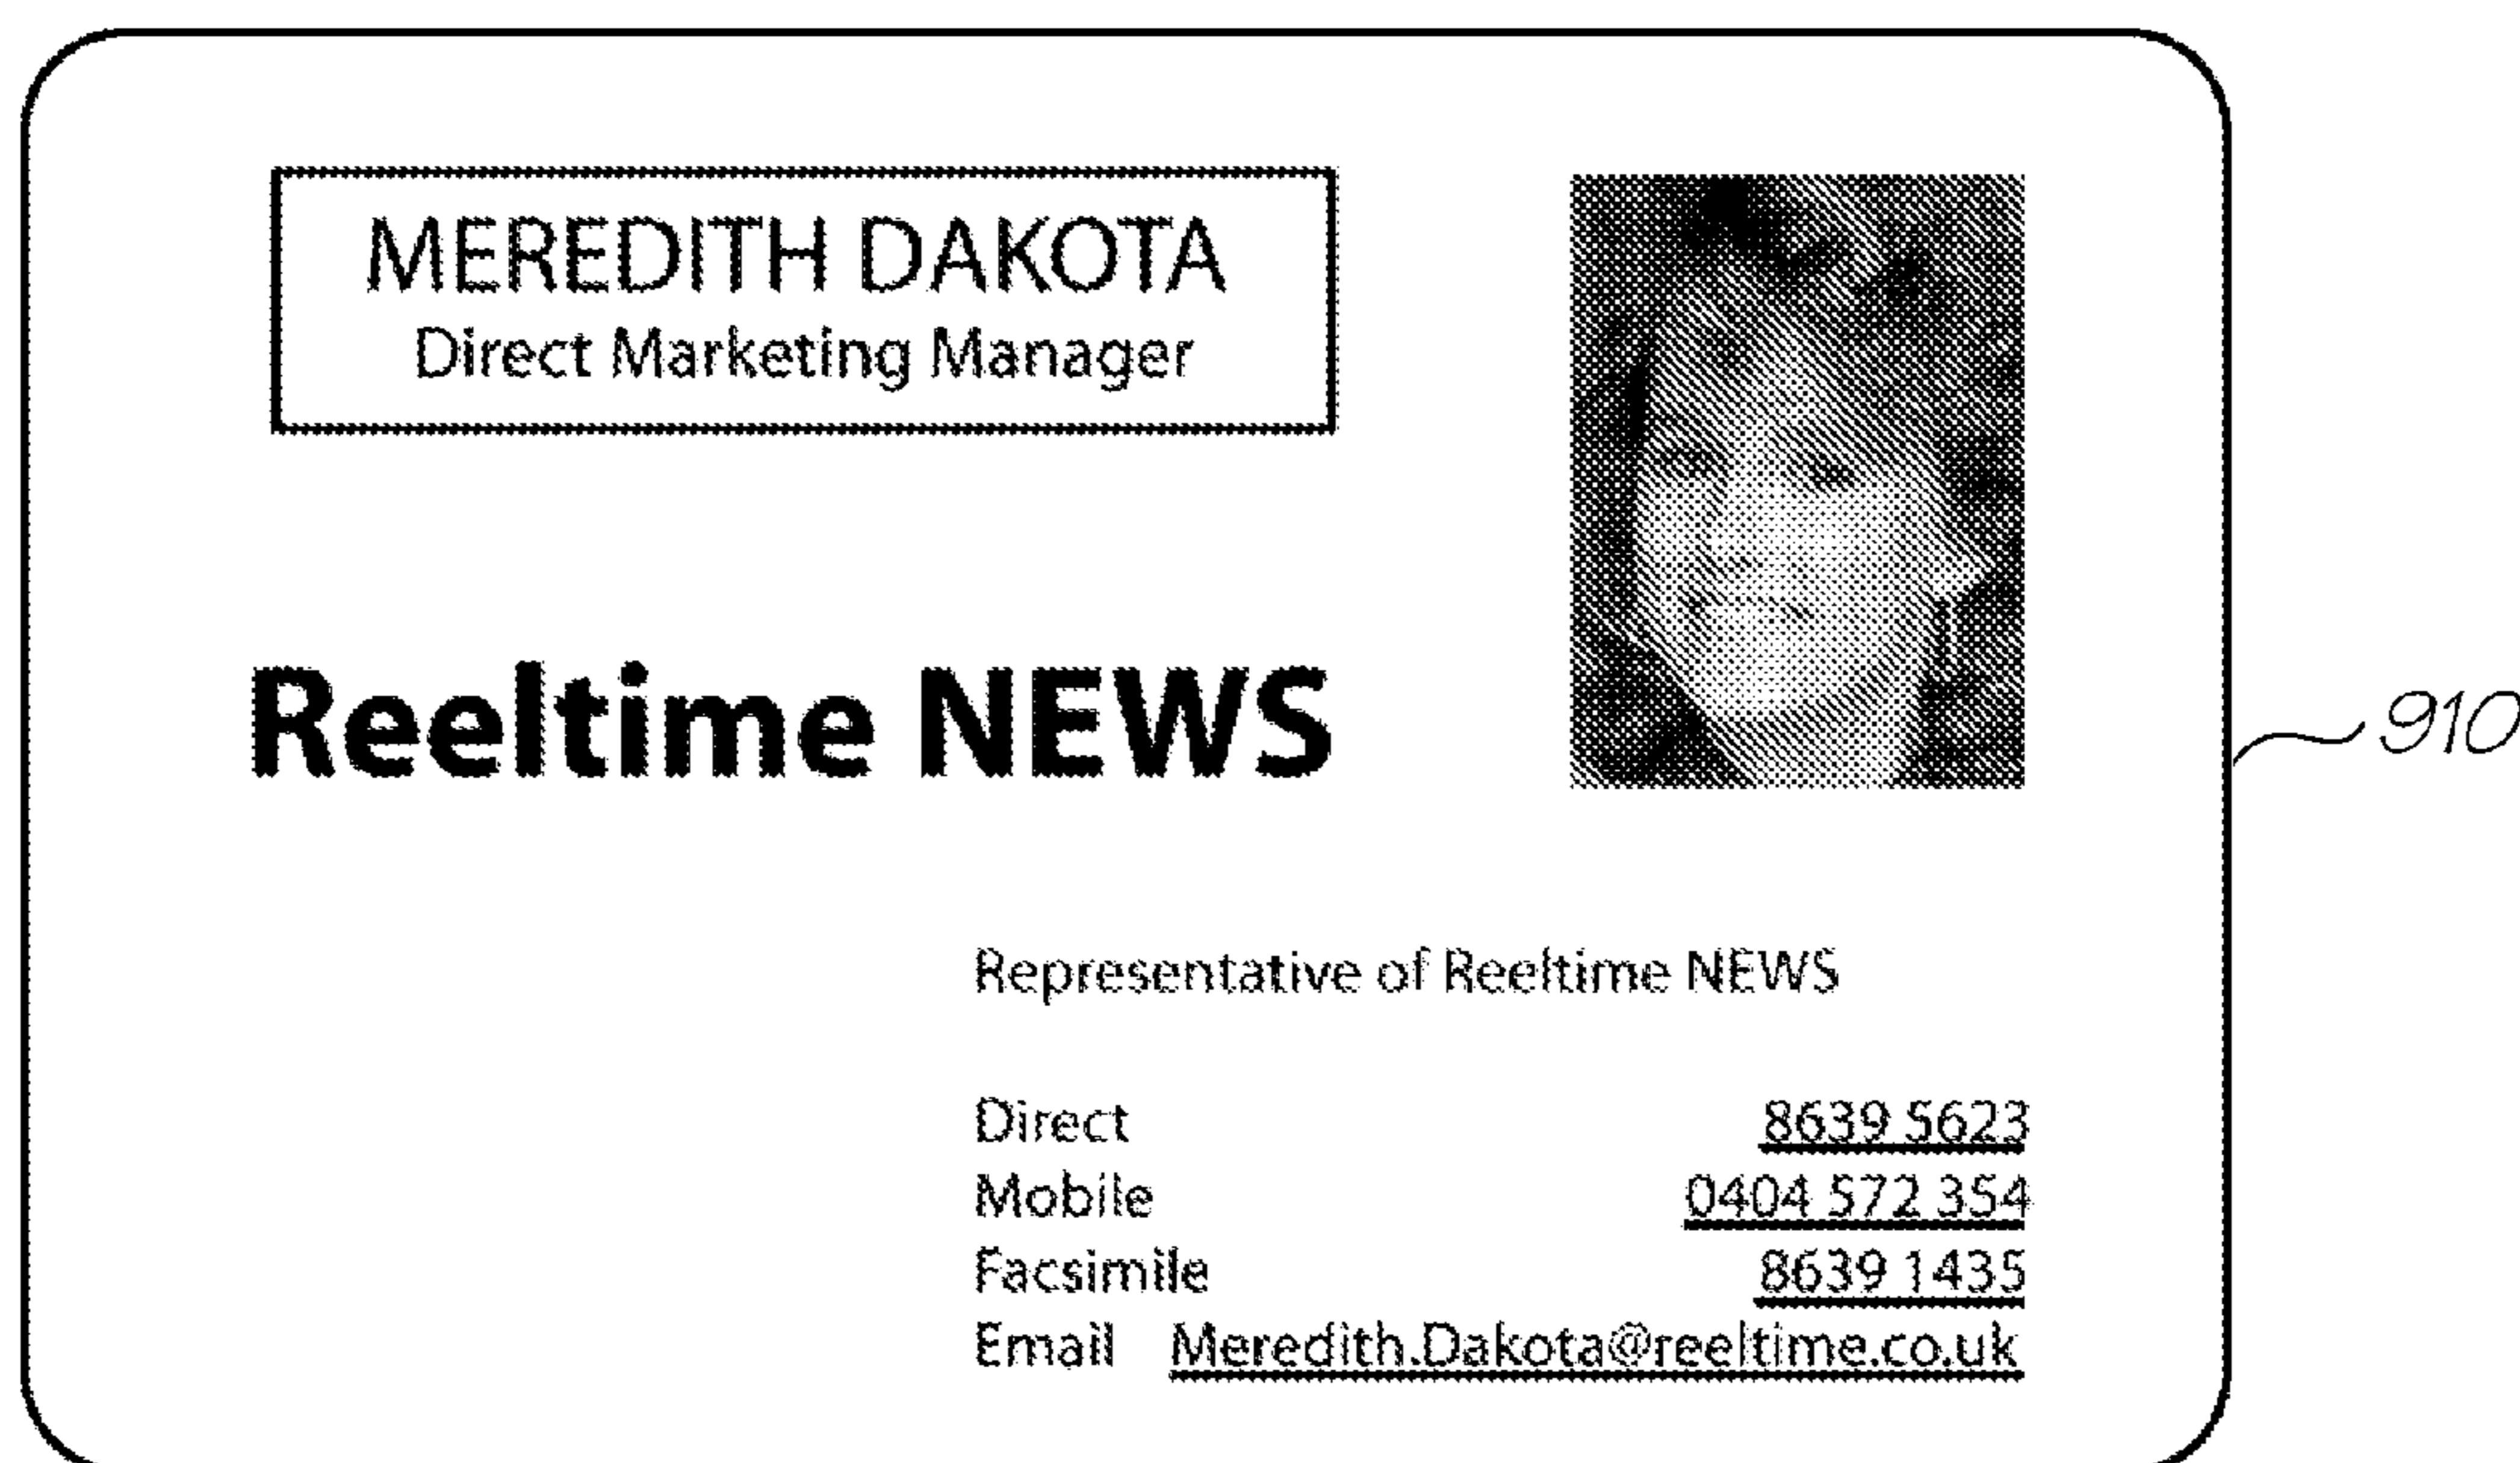 MEREDITH DAKOTA
Direct Marketing Manager
Reeltime NEWS
910
Representative of Reeltime NEWS
Direct 8639 5623
Mobile 0404 572 354
Facsimile 8639 1435
Email Meredith.Dakota@reeltime.co.uk